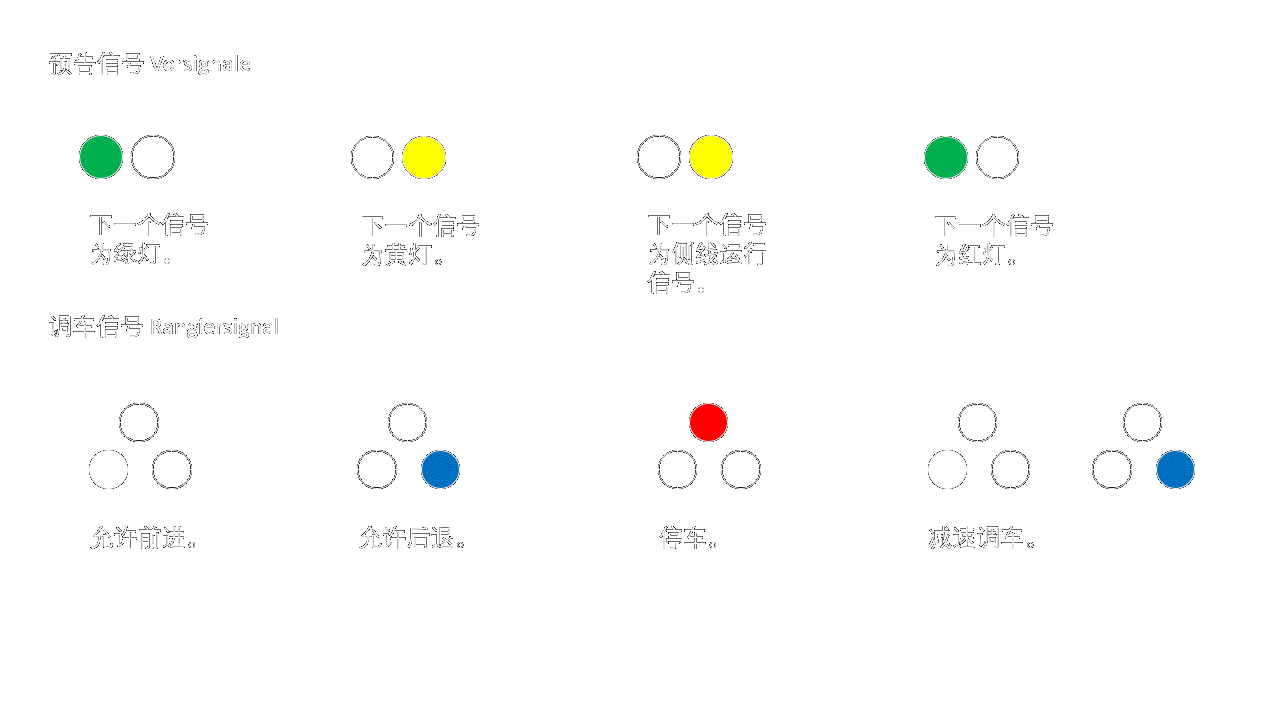 预告信号 Vorsignale
下一个信号
为绿灯。
下一个信号
为黄灯。
下一个信号
为侧线运行
信号。
下一个信号
为红灯。
调车信号 Rangiersignal
允许前进。
允许后退。
停车。
减速调车。